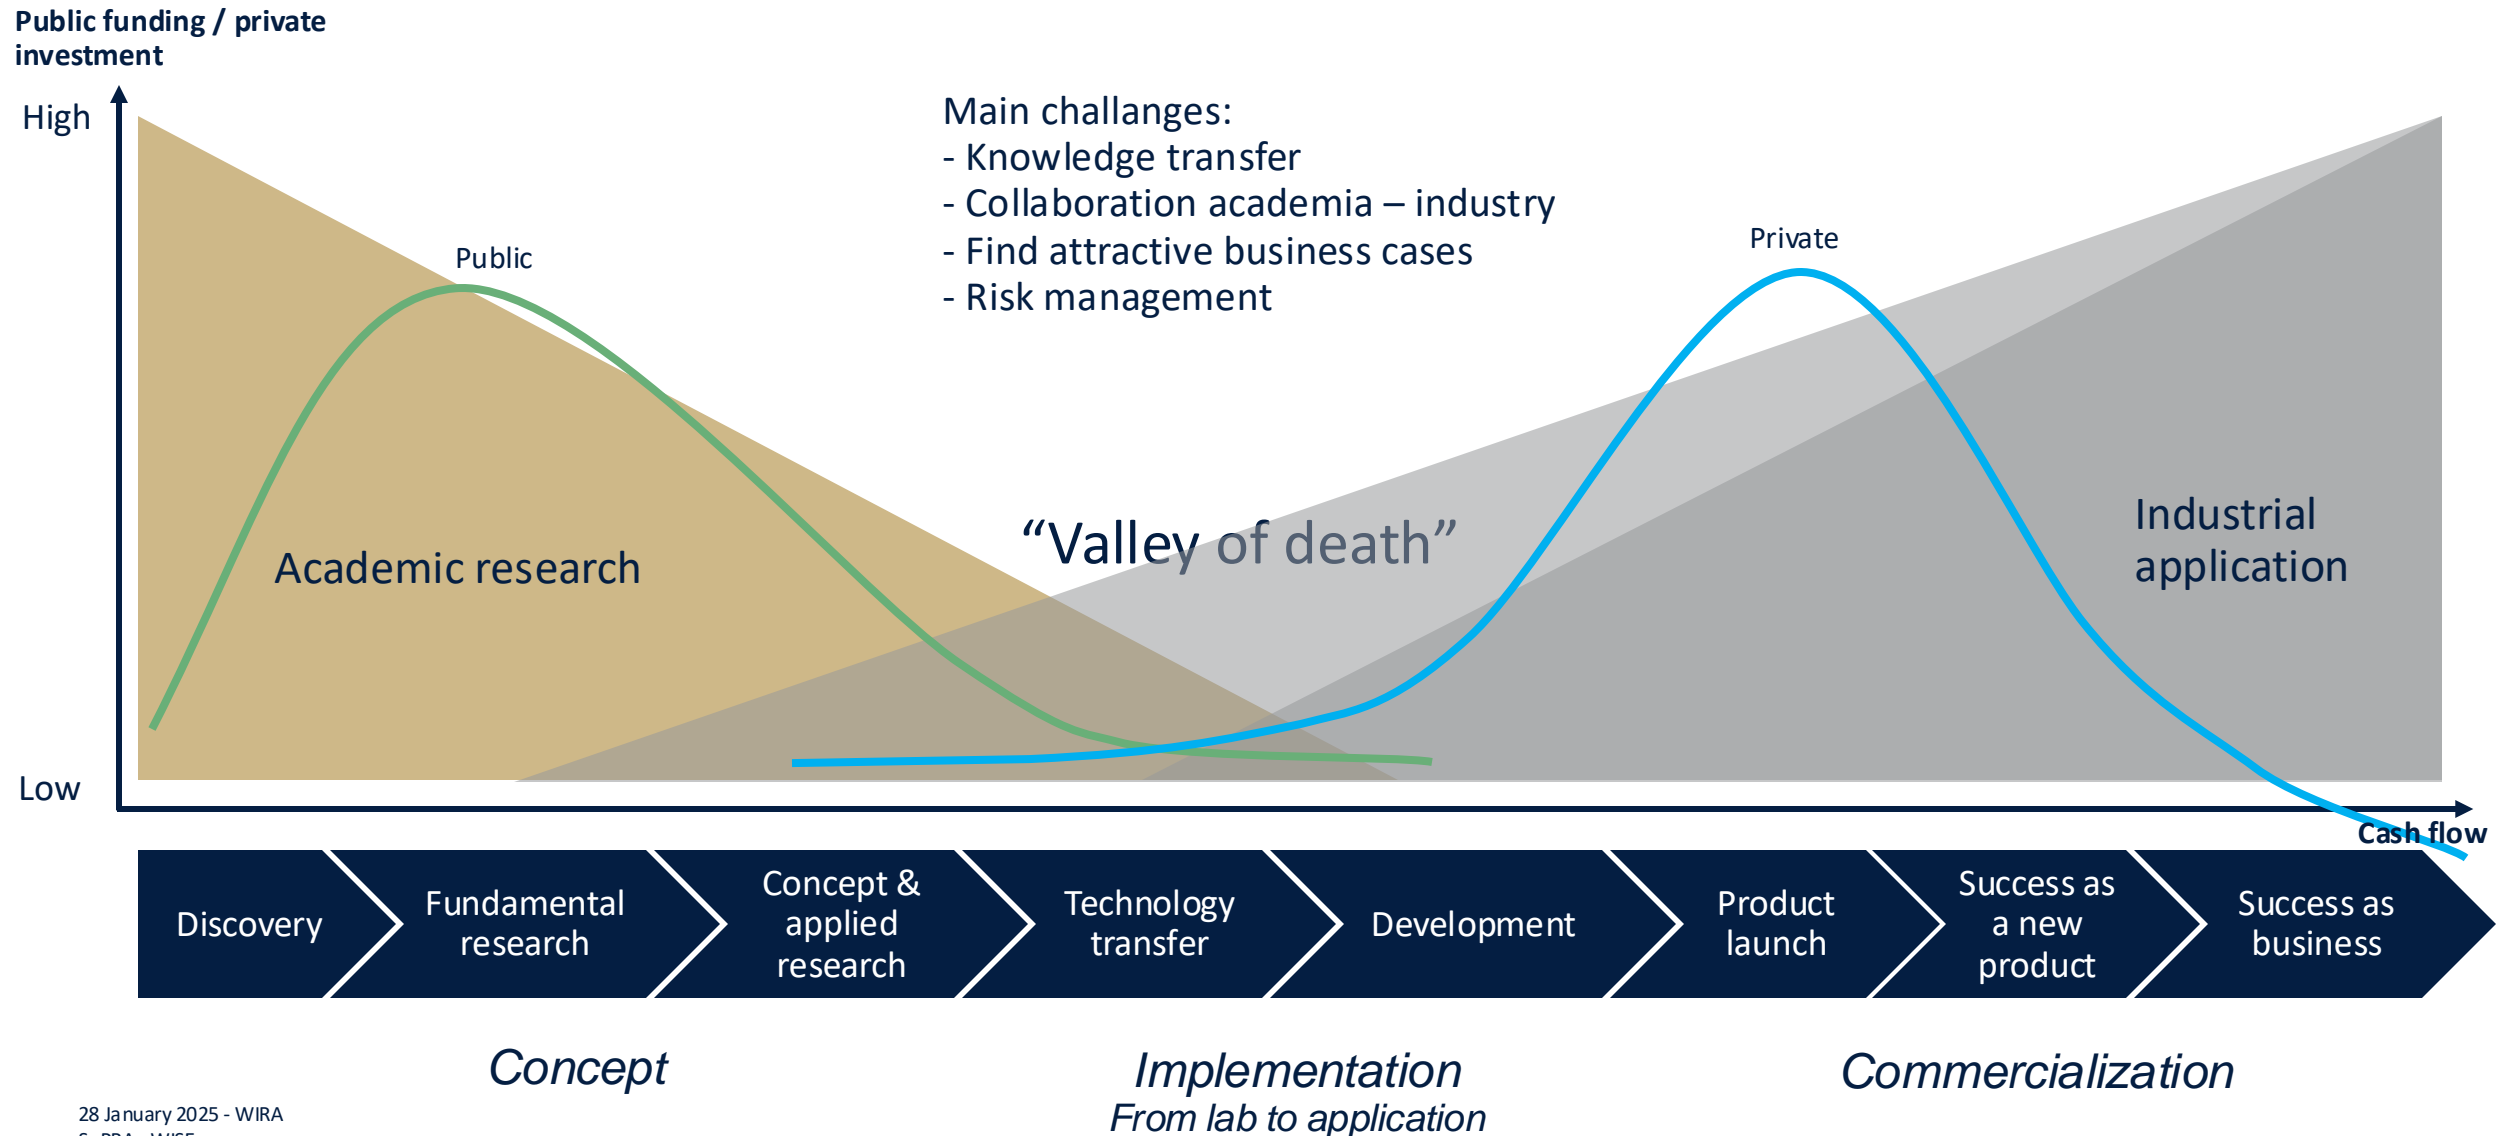 Public funding / private
investment
High
Main challanges:
- Knowledge transfer
- Collaboration academia – industry
- Find attractive business cases
- Risk management
Public
Private
“Valley of death”
Academic research
Industrial
application
Low
Cash flow
Discovery
Fundamental
research
Concept &
applied
research
Technology
transfer
Development
Product
launch
Success as
a new
product
Success as
business
Concept
Implementation
From lab to application
Commercialization
28 January 2025 - WIRA